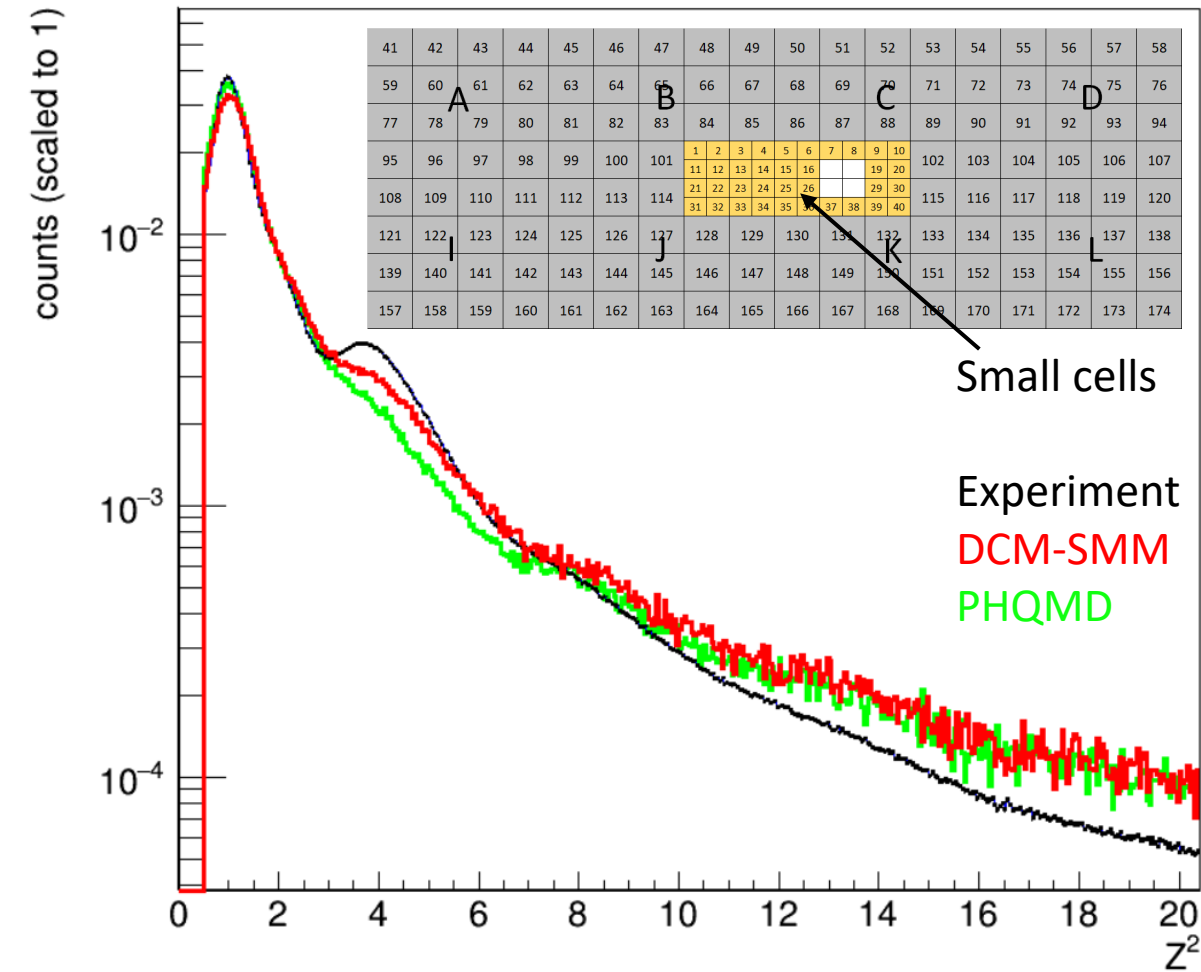 counts (scaled to 1)
10⁻²
10⁻³
10⁻⁴
41 42 43 44 45 46 47 48 49 50 51 52 53 54 55 56 57 58
59 60 61 62 63 64 65 66 67 68 69 70 71 72 73 74 75 76
A B C D
77 78 79 80 81 82 83 84 85 86 87 88 89 90 91 92 93 94
1 2 3 4 5 6 7 8 9 10
95 96 97 98 99 100 101 102 103 104 105 106 107
11 12 13 14 15 16 19 20
21 22 23 24 25 26 29 30
108 109 110 111 112 113 114 115 116 117 118 119 120
31 32 33 34 35 36 37 38 39 40
121 122 123 124 125 126 127 128 129 130 131 132 133 134 135 136 137 138
I J K L
139 140 141 142 143 144 145 146 147 148 149 150 151 152 153 154 155 156
157 158 159 160 161 162 163 164 165 166 167 168 169 170 171 172 173 174
Small cells
Experiment
DCM-SMM
PHQMD
0 2 4 6 8 10 12 14 16 18 20
Z²